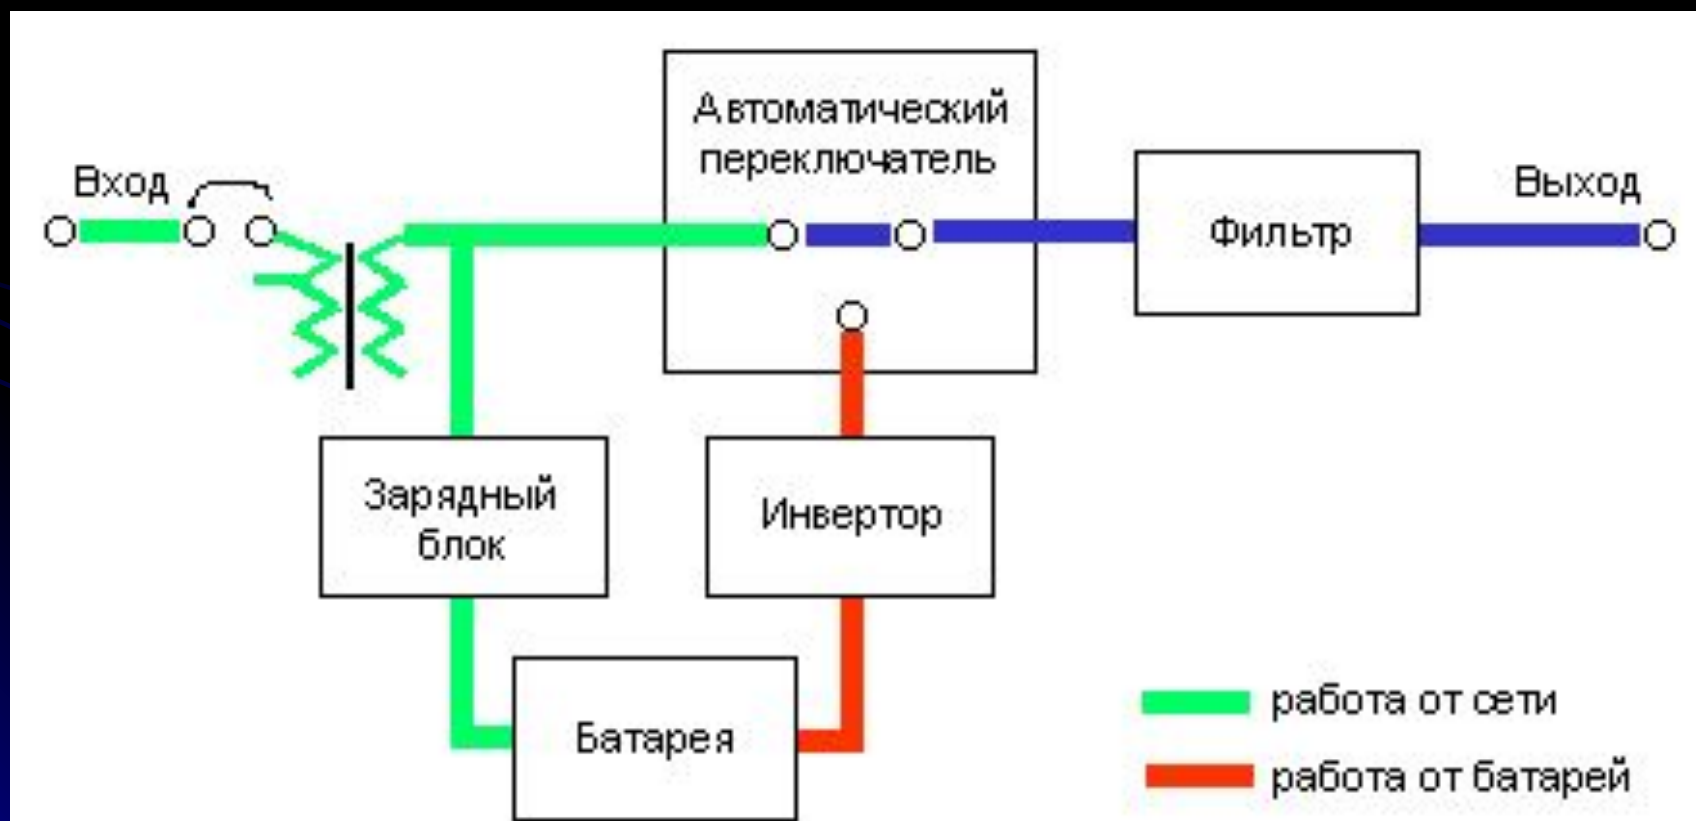 Автоматический
переключатель
Вход
Фильтр
Выход
Зарядный
блок
Инвертор
Батарея
работа от сети
работа от батарей